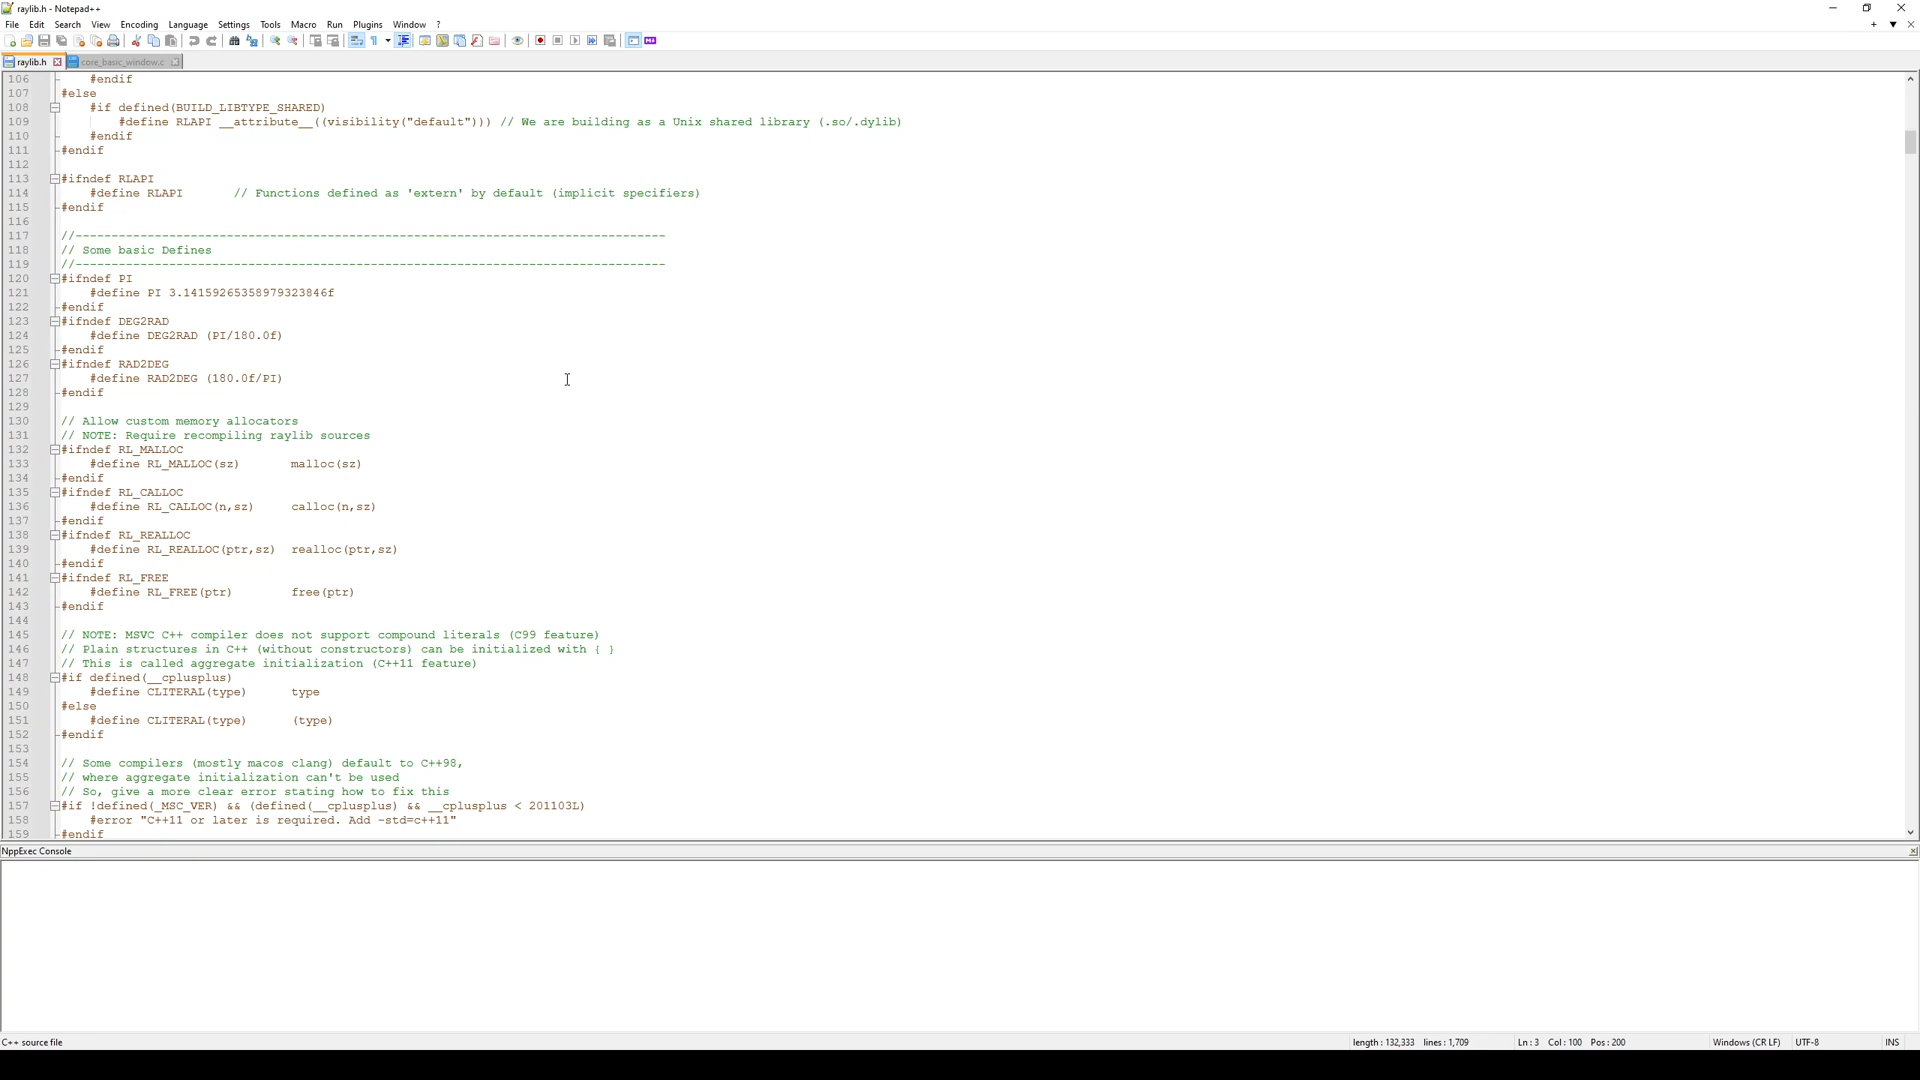 raylib.h - Notepad++
File Edit Search View Encoding Language Settings Tools Macro Run Plugins Window ?
raylib.h core_basic_window.c
106 #endif
107 #else
108 #if defined(BUILD_LIBTYPE_SHARED)
109 #define RLAPI __attribute__((visibility("default"))) // We are building as a Unix shared library (.so/.dylib)
110 #endif
111 #endif
112
113 #ifndef RLAPI
114 #define RLAPI // Functions defined as 'extern' by default (implicit specifiers)
115 #endif
116
117 //----------------------------------------------------------------------------------
118 // Some basic Defines
119 //----------------------------------------------------------------------------------
120 #ifndef PI
121 #define PI 3.14159265358979323846f
122 #endif
123 #ifndef DEG2RAD
124 #define DEG2RAD (PI/180.0f)
125 #endif
126 #ifndef RAD2DEG
127 #define RAD2DEG (180.0f/PI)
128 #endif
129
130 // Allow custom memory allocators
131 // NOTE: Require recompiling raylib sources
132 #ifndef RL_MALLOC
133 #define RL_MALLOC(sz) malloc(sz)
134 #endif
135 #ifndef RL_CALLOC
136 #define RL_CALLOC(n,sz) calloc(n,sz)
137 #endif
138 #ifndef RL_REALLOC
139 #define RL_REALLOC(ptr,sz) realloc(ptr,sz)
140 #endif
141 #ifndef RL_FREE
142 #define RL_FREE(ptr) free(ptr)
143 #endif
144
145 // NOTE: MSVC C++ compiler does not support compound literals (C99 feature)
146 // Plain structures in C++ (without constructors) can be initialized with { }
147 // This is called aggregate initialization (C++11 feature)
148 #if defined(__cplusplus)
149 #define CLITERAL(type) type
150 #else
151 #define CLITERAL(type) (type)
152 #endif
153
154 // Some compilers (mostly macos clang) default to C++98,
155 // where aggregate initialization can't be used
156 // So, give a more clear error stating how to fix this
157 #if !defined(_MSC_VER) && (defined(__cplusplus) && __cplusplus < 201103L)
158 #error "C++11 or later is required. Add -std=c++11"
159 #endif
NppExec Console
C++ source file length : 132,333 lines : 1,709 Ln : 3 Col : 100 Pos : 200 Windows (CR LF) UTF-8 INS